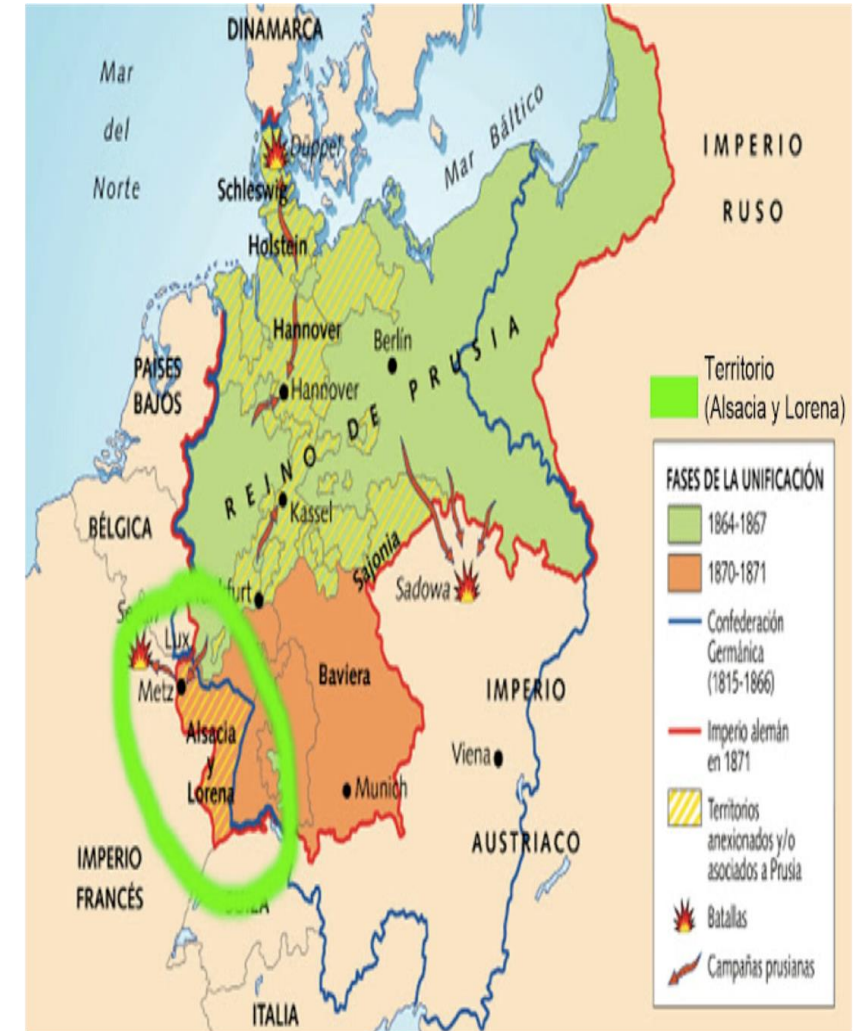 DINAMARCA
Mar
del
Norte
Mar Báltico
IMPERIO
RUSO
Düppel
Schleswig
Holstein
Hannover
Berlín
PAÍSES
BAJOS
Hannover
REINO DE PRUSIA
Kassel
BÉLGICA
Sajonia
Sadowa
Lux
Metz
Baviera
IMPERIO
AUSTRIACO
Alsacia
y
Lorena
Munich
Viena
IMPERIO
FRANCÉS
ITALIA
Territorio
(Alsacia y Lorena)
FASES DE LA UNIFICACIÓN
1864-1867
1870-1871
Confederación
Germánica
(1815-1866)
Imperio alemán
en 1871
Territorios
anexionados y/o
asociados a Prusia
Batallas
Campañas prusianas